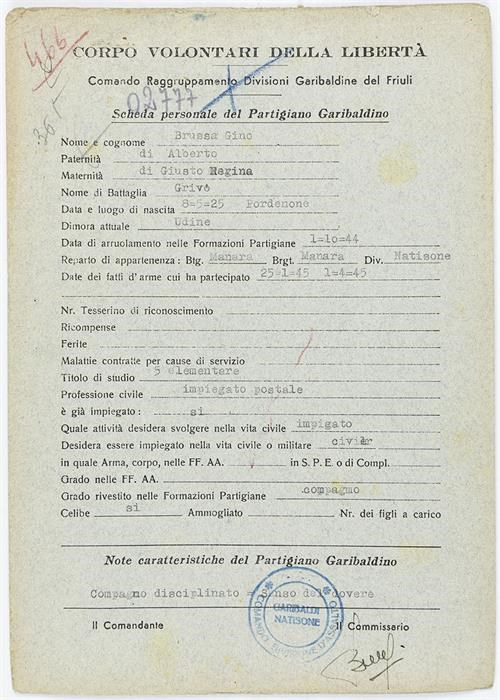 466
CORPO VOLONTARI DELLA LIBERTÀ
Comando Raggruppamento Divisioni Garibaldine del Friuli
02777
Scheda personale del Partigiano Garibaldino
Nome e cognome Brussa Gino
Paternità di Alberto
Maternità di Giusto Regina
Nome di Battaglia Grivò
Data e luogo di nascita 8=5=25 Pordenone
Dimora attuale Udine
Data di arruolamento nelle Formazioni Partigiane 1=10=44
Reparto di appartenenza: Btg. Manara Brgt. Manara Div. Natisone
Date dei fatti d'arme cui ha partecipato 25=1=45 1=4=45
Nr. Tesserino di riconoscimento
Ricompense
Ferite
Malattie contratte per cause di servizio
Titolo di studio 5 elementare
Professione civile impiegato postale
è già impiegato: si
Quale attività desidera svolgere nella vita civile impigato
Desidera essere impiegato nella vita civile o militare civier
in quale Arma, corpo, nelle FF. AA. in S. P. E. o di Compl.
Grado nelle FF. AA.
Grado rivestito nelle Formazioni Partigiane compagno
Celibe si Ammogliato Nr. dei figli a carico
Note caratteristiche del Partigiano Garibaldino
Compagno disciplinato = Senso del dovere
COMANDO DIVISIONE D'ASSALTO
GARIBALDI
NATISONE
Il Comandante Il Commissario